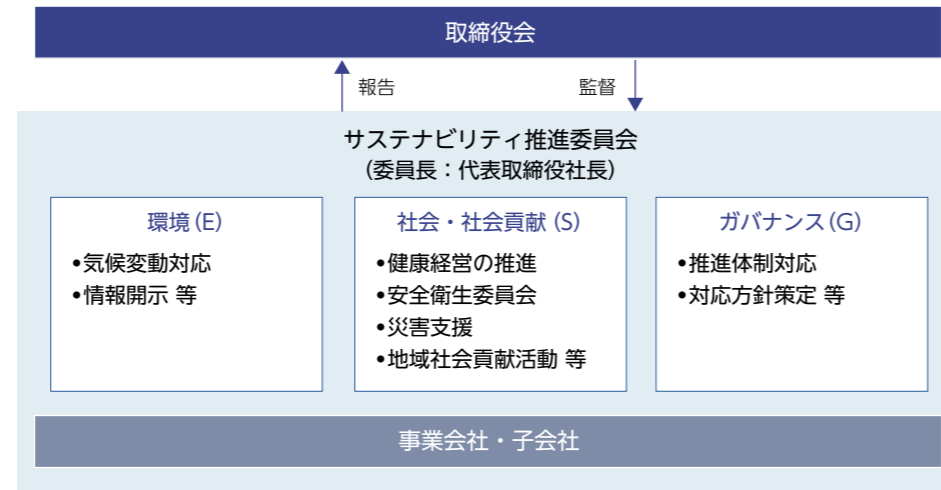 取締役会
報告
監督
サステナビリティ推進委員会
(委員長：代表取締役社長)
環境(E)
•気候変動対応
•情報開示 等
社会・社会貢献(S)
•健康経営の推進
•安全衛生委員会
•災害支援
•地域社会貢献活動 等
ガバナンス(G)
•推進体制対応
•対応方針策定 等
事業会社・子会社